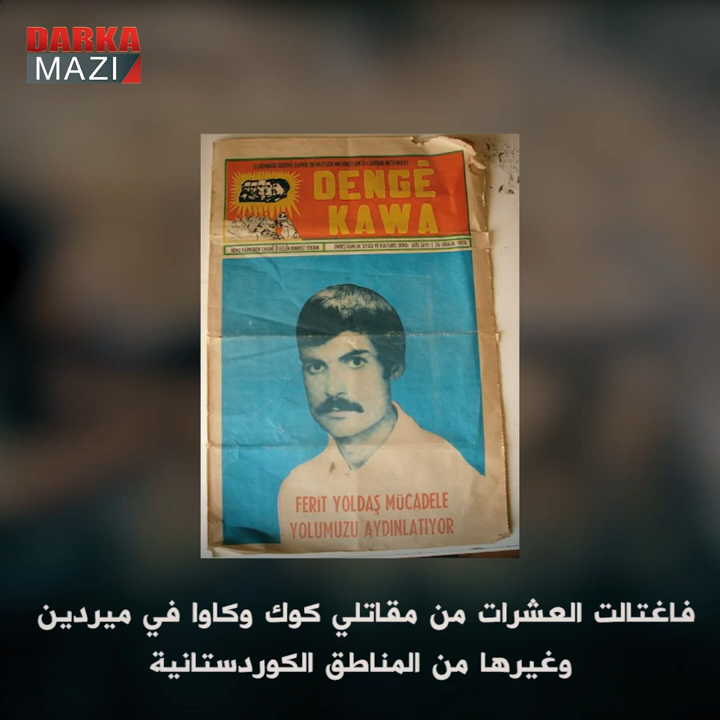 DARKA
MAZI
DENGÊ
KAWA
FERİT YOLDAŞ MÜCADELE
YOLUMUZU AYDINLATIYOR
فاغتالت العشرات من مقاتلي كوك وكاوا في ميردين
وغيرها من المناطق الكوردستانية